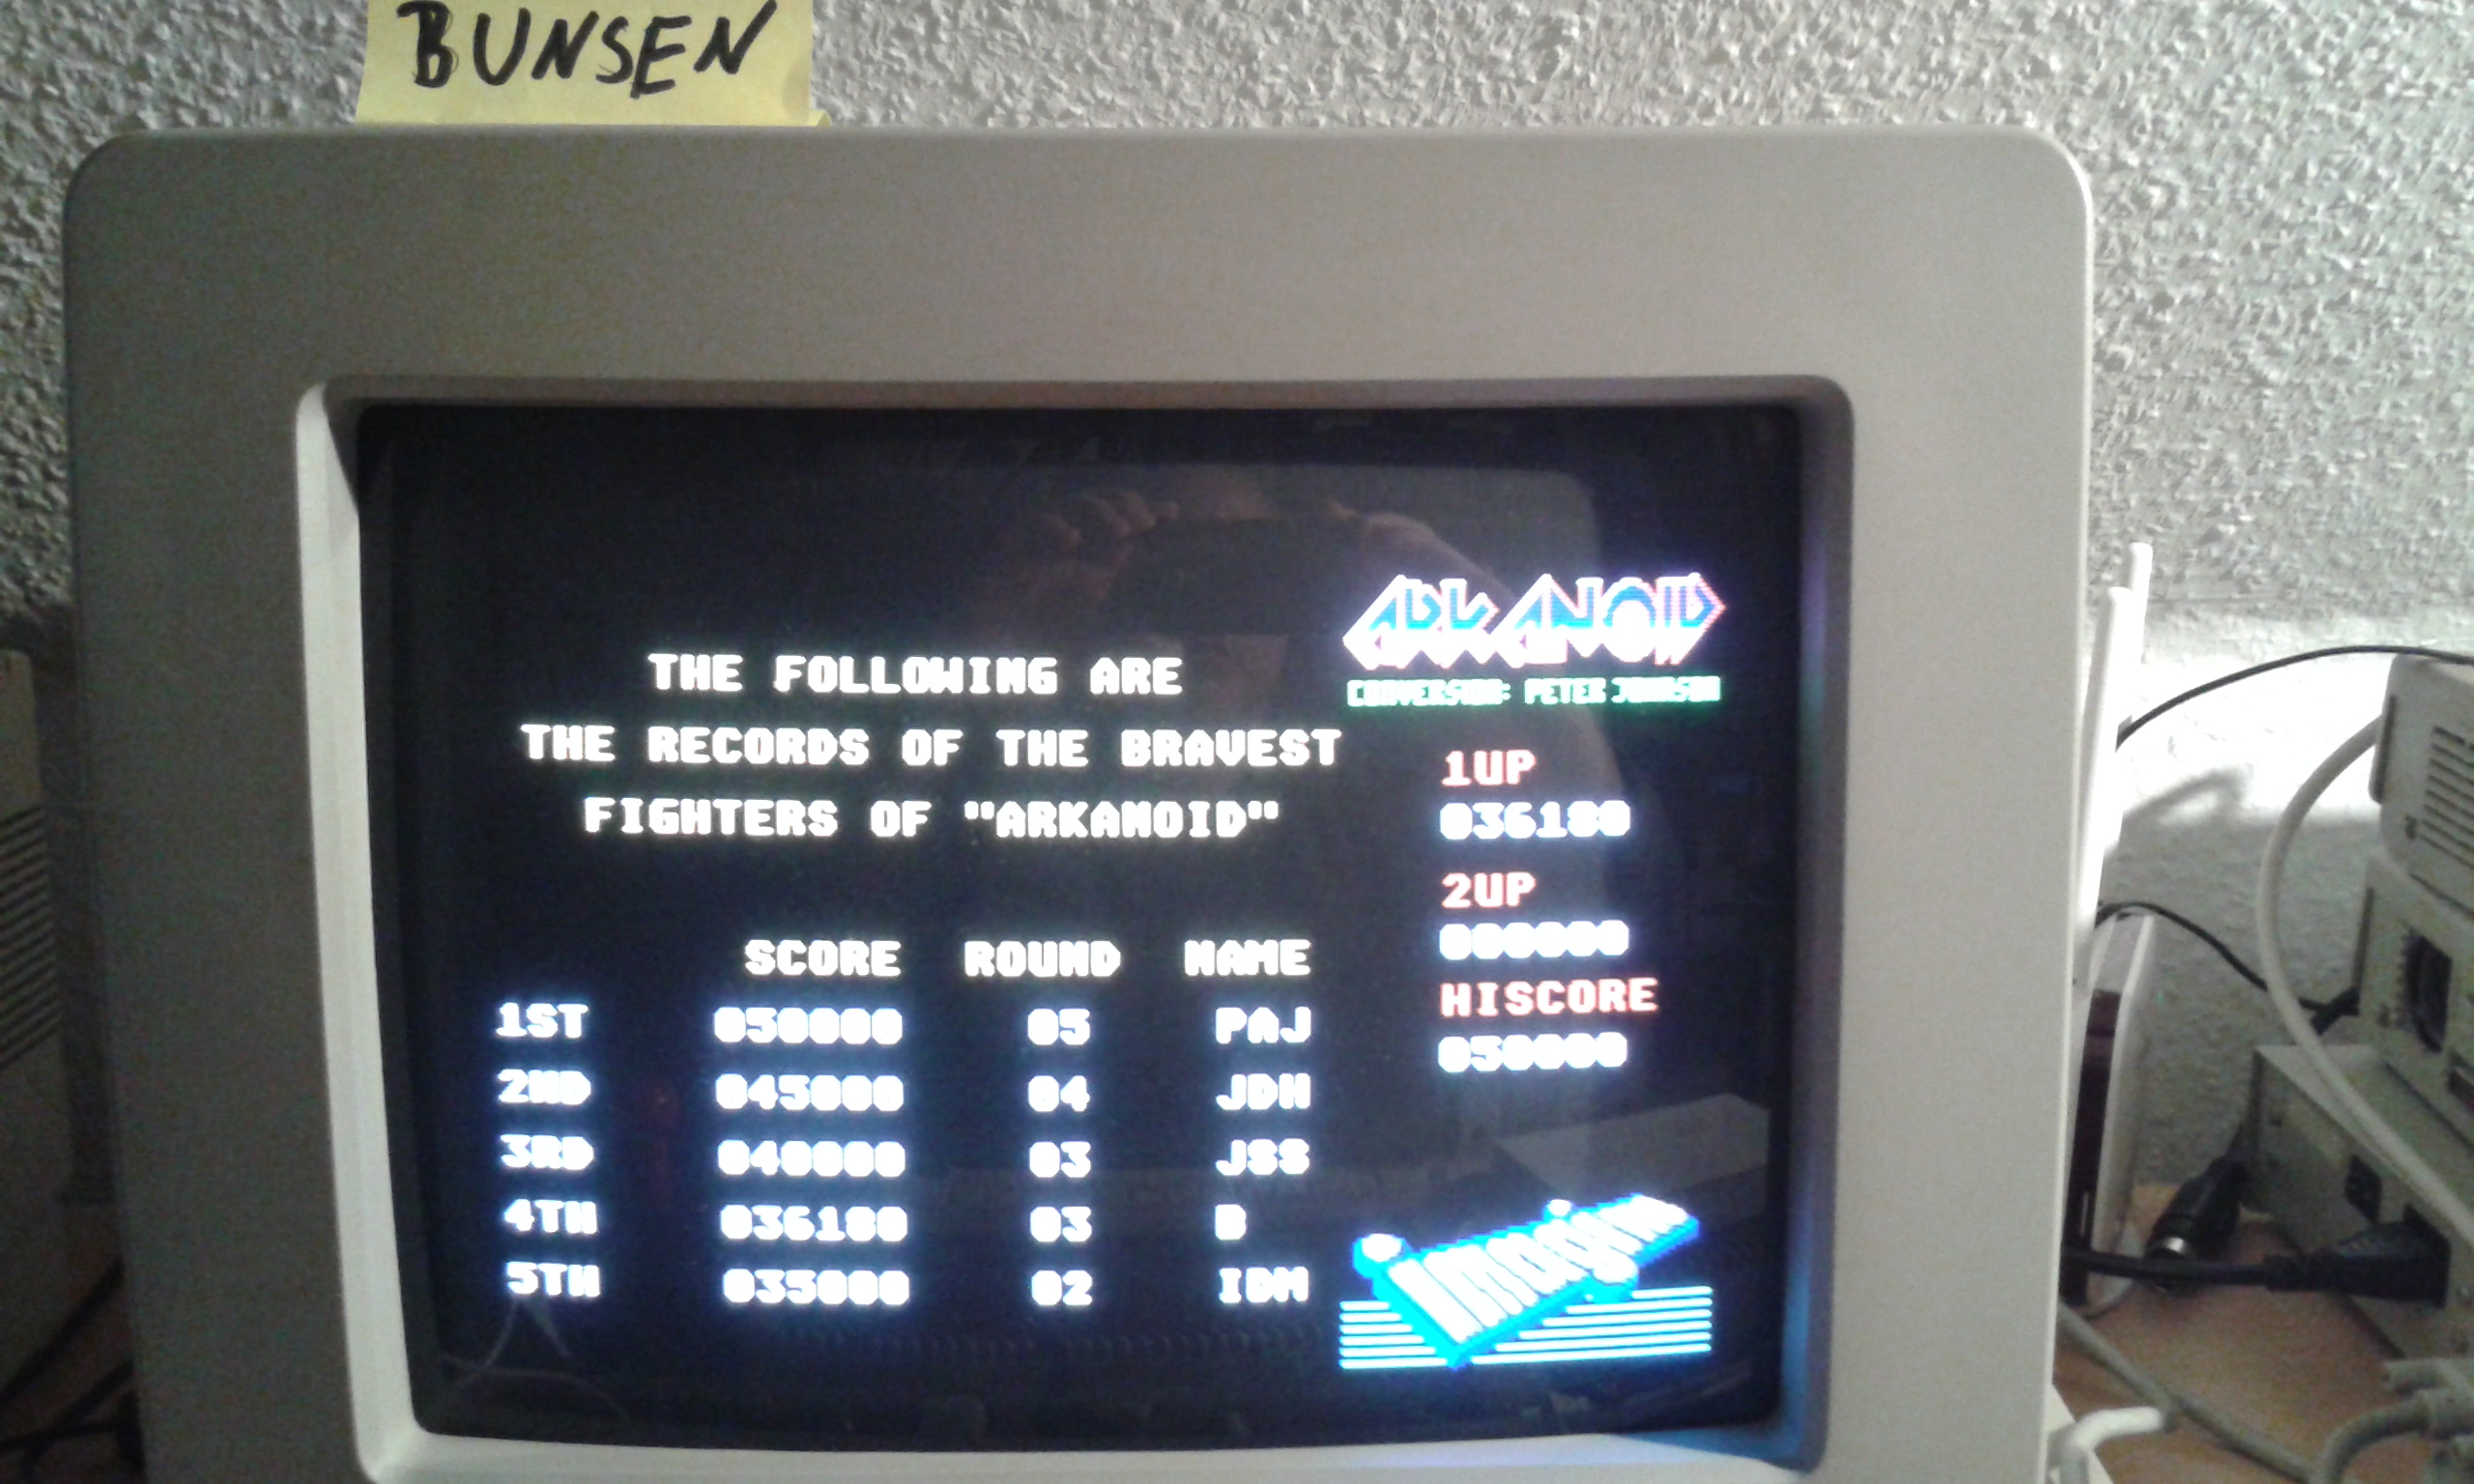 BUNSEN
ARKANOID
CONVERSION: PETER JOHNSON
THE FOLLOWING ARE
THE RECORDS OF THE BRAVEST
FIGHTERS OF "ARKANOID"
1UP
036180
2UP
000000
HISCORE
050000
SCORE ROUND NAME
1ST 050000 05 PAJ
2ND 045000 04 JDH
3RD 040000 03 JSS
4TH 036180 03 B
5TH 035000 02 IDM
Imagine